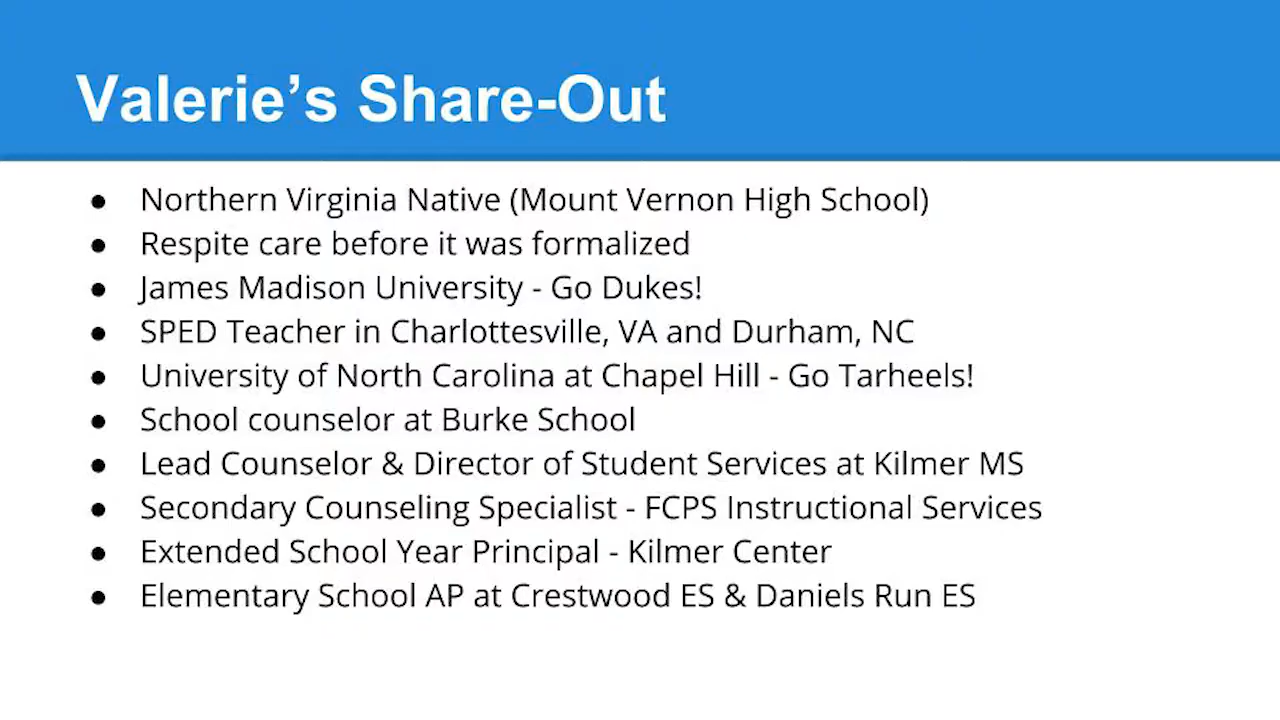 Valerie’s Share-Out
● Northern Virginia Native (Mount Vernon High School)
● Respite care before it was formalized
● James Madison University - Go Dukes!
● SPED Teacher in Charlottesville, VA and Durham, NC
● University of North Carolina at Chapel Hill - Go Tarheels!
● School counselor at Burke School
● Lead Counselor & Director of Student Services at Kilmer MS
● Secondary Counseling Specialist - FCPS Instructional Services
● Extended School Year Principal - Kilmer Center
● Elementary School AP at Crestwood ES & Daniels Run ES